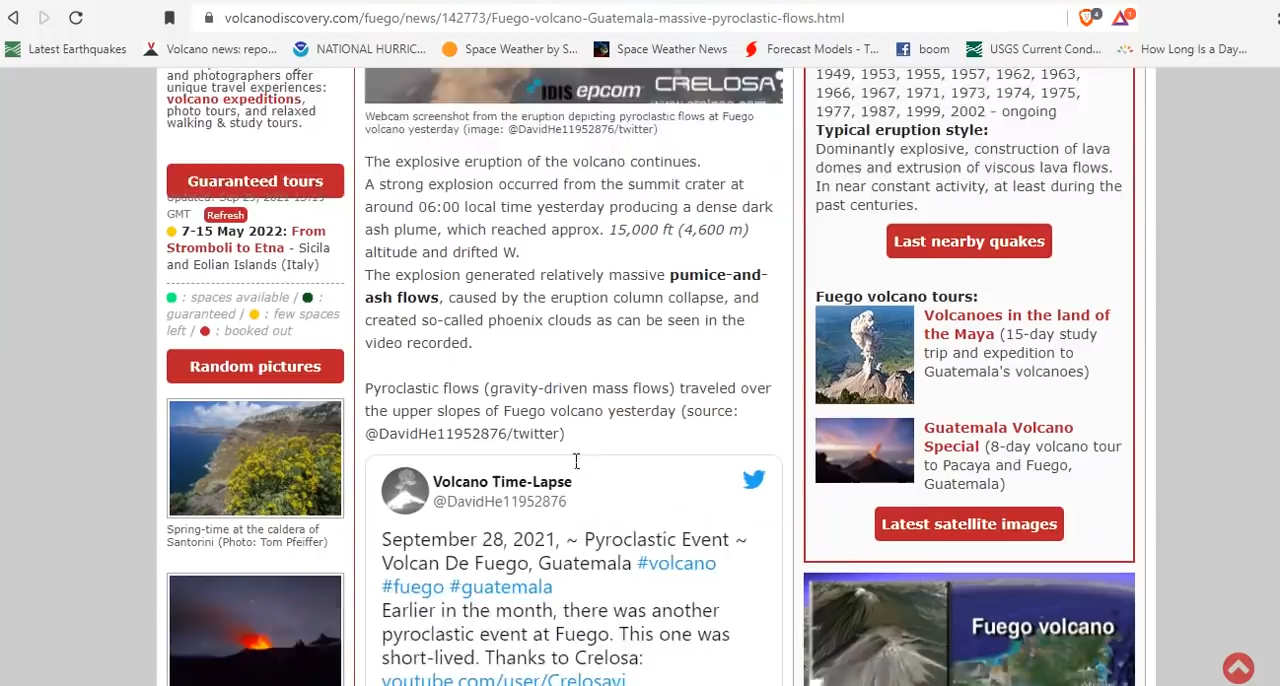 volcanodiscovery.com/fuego/news/142773/Fuego-volcano-Guatemala-massive-pyroclastic-flows.html
4
1
Latest Earthquakes
Volcano news: repo...
NATIONAL HURRIC...
Space Weather by S...
Space Weather News
Forecast Models - T...
boom
USGS Current Cond...
How Long Is a Day...
and photographers offer
unique travel experiences:
volcano expeditions,
photo tours, and relaxed
walking & study tours.
Guaranteed tours
GMT Refresh
7-15 May 2022: From
Stromboli to Etna - Sicila
and Eolian Islands (Italy)
: spaces available /
guaranteed / : few spaces
left / : booked out
Random pictures
Spring-time at the caldera of
Santorini (Photo: Tom Pfeiffer)
IDIS epcom CRELOSA
Webcam screenshot from the eruption depicting pyroclastic flows at Fuego
volcano yesterday (image: @DavidHe11952876/twitter)
The explosive eruption of the volcano continues.
A strong explosion occurred from the summit crater at
around 06:00 local time yesterday producing a dense dark
ash plume, which reached approx. 15,000 ft (4,600 m)
altitude and drifted W.
The explosion generated relatively massive pumice-and-
ash flows, caused by the eruption column collapse, and
created so-called phoenix clouds as can be seen in the
video recorded.
Pyroclastic flows (gravity-driven mass flows) traveled over
the upper slopes of Fuego volcano yesterday (source:
@DavidHe11952876/twitter)
Volcano Time-Lapse
@DavidHe11952876
September 28, 2021, ~ Pyroclastic Event ~
Volcan De Fuego, Guatemala #volcano
#fuego #guatemala
Earlier in the month, there was another
pyroclastic event at Fuego. This one was
short-lived. Thanks to Crelosa:
youtube.com/user/Crelosavi
1949, 1953, 1955, 1957, 1962, 1963,
1966, 1967, 1971, 1973, 1974, 1975,
1977, 1987, 1999, 2002 - ongoing
Typical eruption style:
Dominantly explosive, construction of lava
domes and extrusion of viscous lava flows.
In near constant activity, at least during the
past centuries.
Last nearby quakes
Fuego volcano tours:
Volcanoes in the land of
the Maya (15-day study
trip and expedition to
Guatemala's volcanoes)
Guatemala Volcano
Special (8-day volcano tour
to Pacaya and Fuego,
Guatemala)
Latest satellite images
Fuego volcano